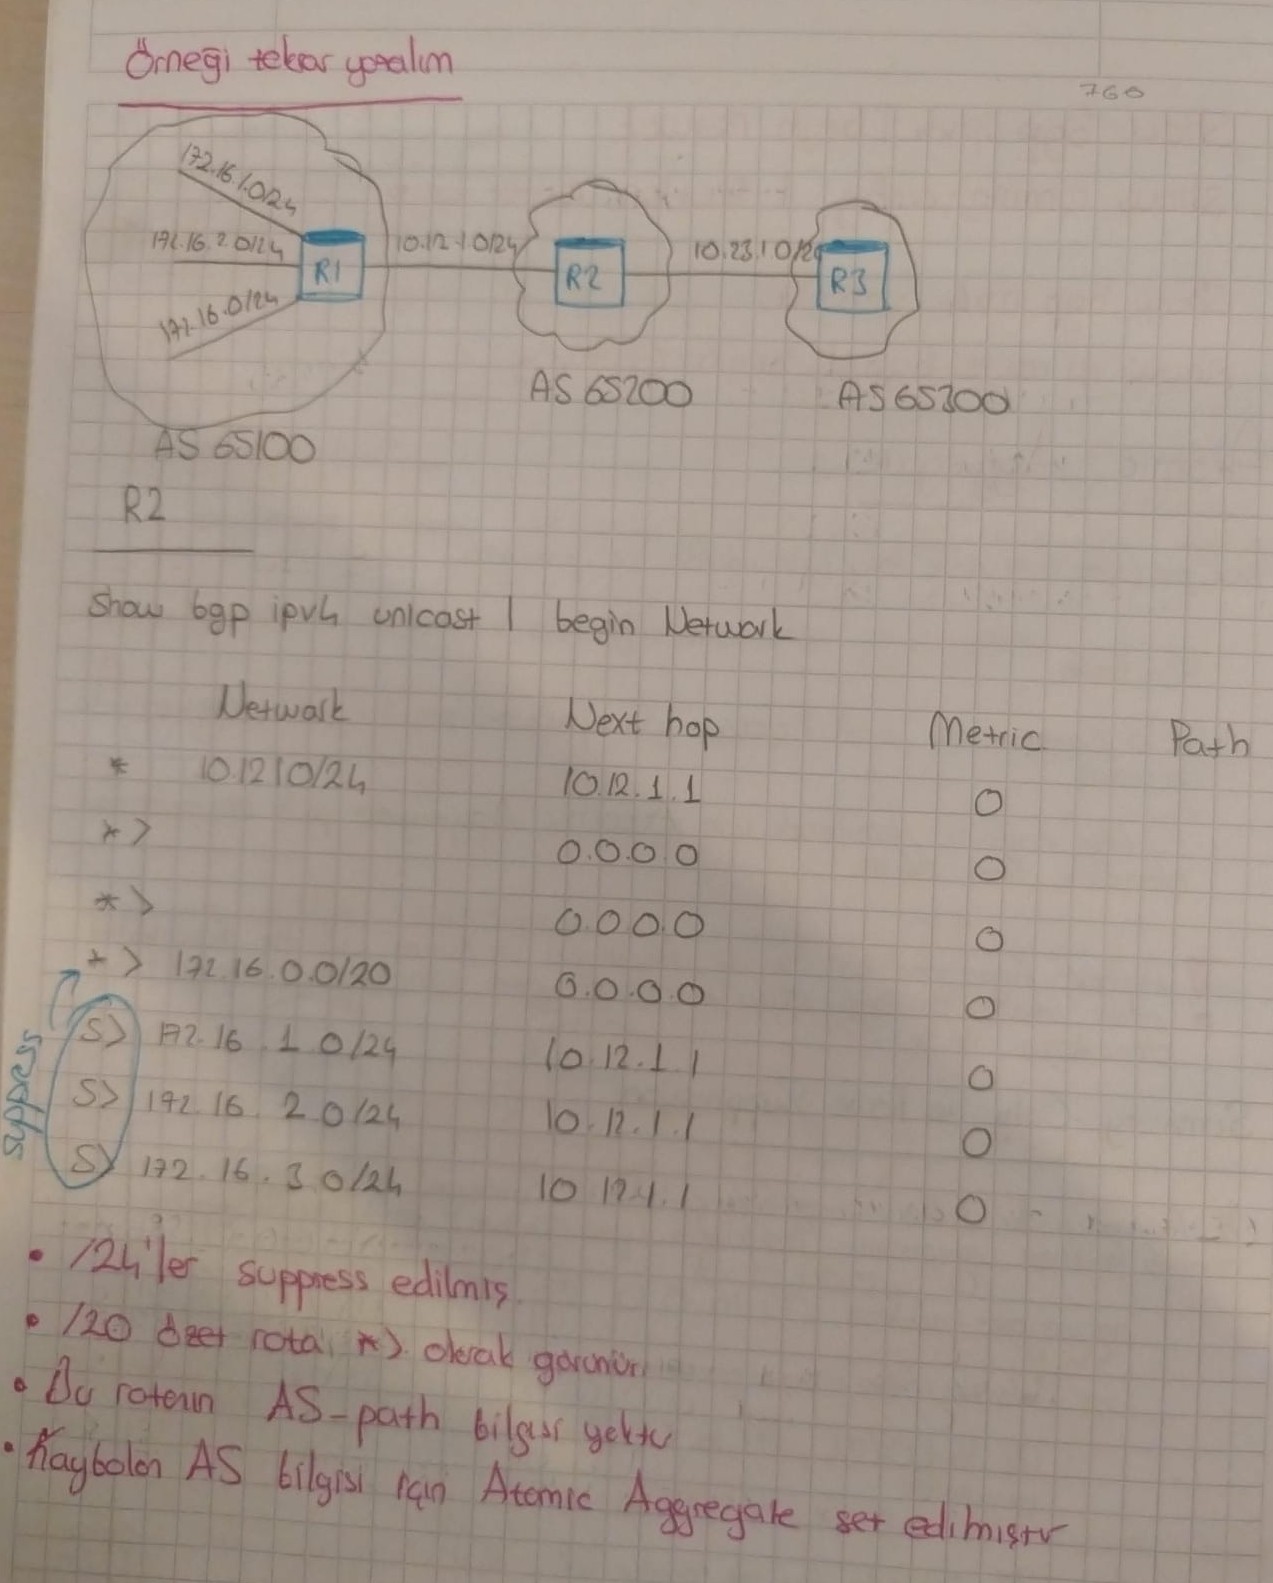 Örneği tekrar yazalım
760
172.16.1.0/24
172.16.2.0/24
172.16.0/24
R1
10.12.1.0/24
R2
10.23.1.0/24
R3
AS 65200
AS 65300
AS 65100
R2
Show bgp ipv4 unicast | begin Network
Network Next hop Metric Path
* 10.12.1.0/24 10.12.1.1 0
*> 0.0.0.0 0
*> 0.0.0.0 0
*> 172.16.0.0/20 0.0.0.0 0
S> 172.16.1.0/24 10.12.1.1 0
S> 172.16.2.0/24 10.12.1.1 0
S> 172.16.3.0/24 10.12.1.1 0
suppress
• /24'ler suppress edilmiş.
• /20 özet rota, *> olarak görünür.
• Bu rotanın AS-path bilgisi yoktur
• Kaybolan AS bilgisi için Atomic Aggregate set edilmiştir